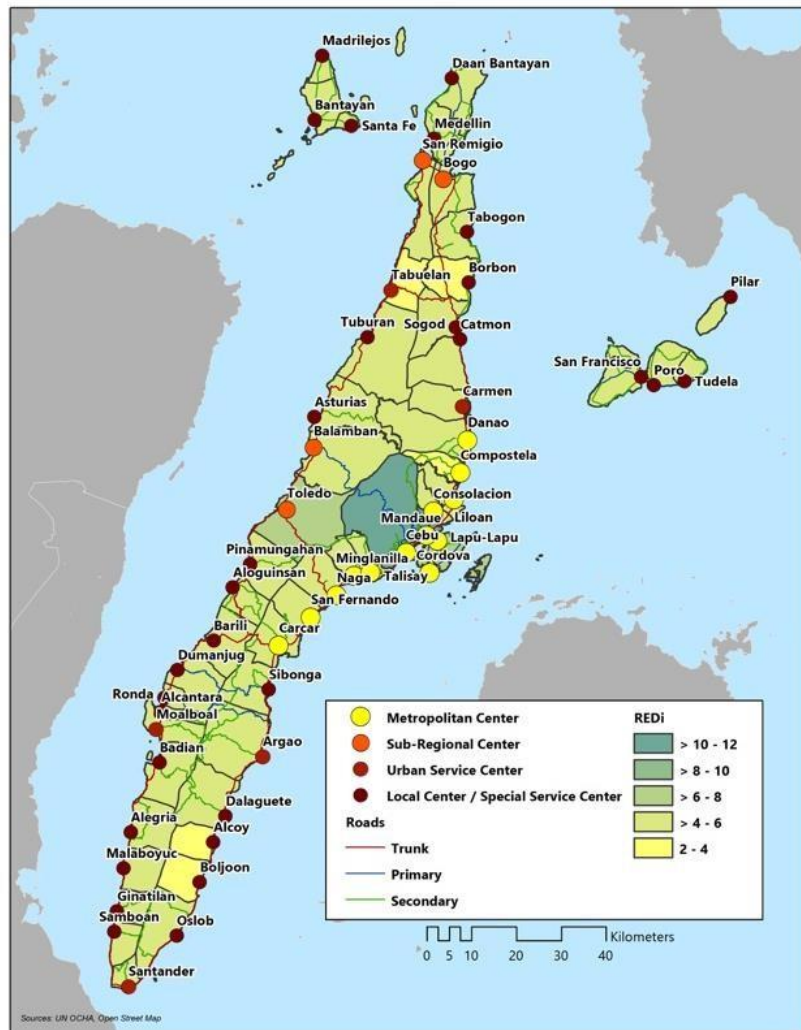 Madrilejos
Daan Bantayan
Bantayan
Santa Fe
Medellin
San Remigio
Bogo
Tabogon
Borbon
Tabuelan
Pilar
Tuburan
Sogod
Catmon
San Francisco
Poro
Tudela
Carmen
Asturias
Danao
Balamban
Compostela
Toledo
Consolacion
Mandaue
Liloan
Cebu
Lapu-Lapu
Pinamungahan
Minglanilla
Cordova
Aloguinsan
Naga
Talisay
San Fernando
Barili
Carcar
Dumanjug
Sibonga
Ronda
Alcantara
Moalboal
Badian
Argao
Dalaguete
Alegria
Alcoy
Malaboyuc
Boljoon
Ginatilan
Samboan
Oslob
Santander
Metropolitan Center
Sub-Regional Center
Urban Service Center
Local Center / Special Service Center
Roads
Trunk
Primary
Secondary
REDi
> 10 - 12
> 8 - 10
> 6 - 8
> 4 - 6
2 - 4
Kilometers
0 5 10 20 30 40
Sources: UN OCHA, Open Street Map